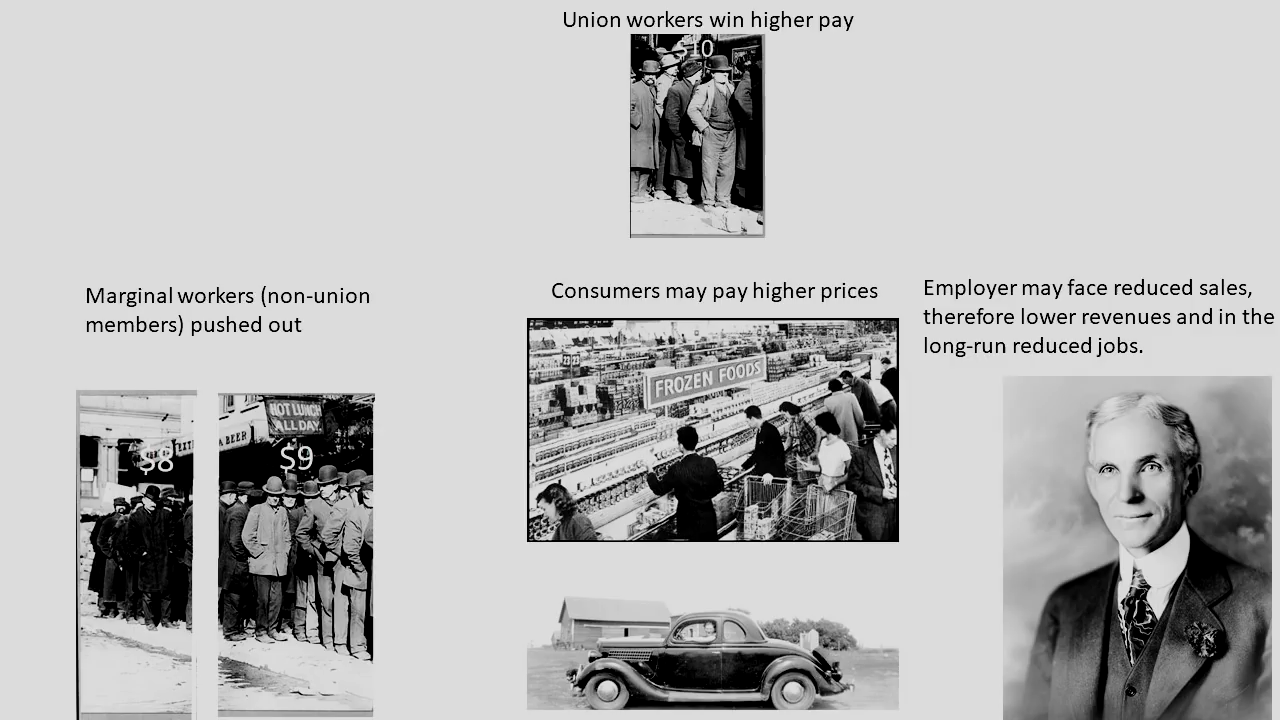 Union workers win higher pay
$10
Marginal workers (non-union
members) pushed out
Consumers may pay higher prices
Employer may face reduced sales,
therefore lower revenues and in the
long-run reduced jobs.
FROZEN FOODS
HOT LUNCH
ALL DAY
BEER
$8
$9